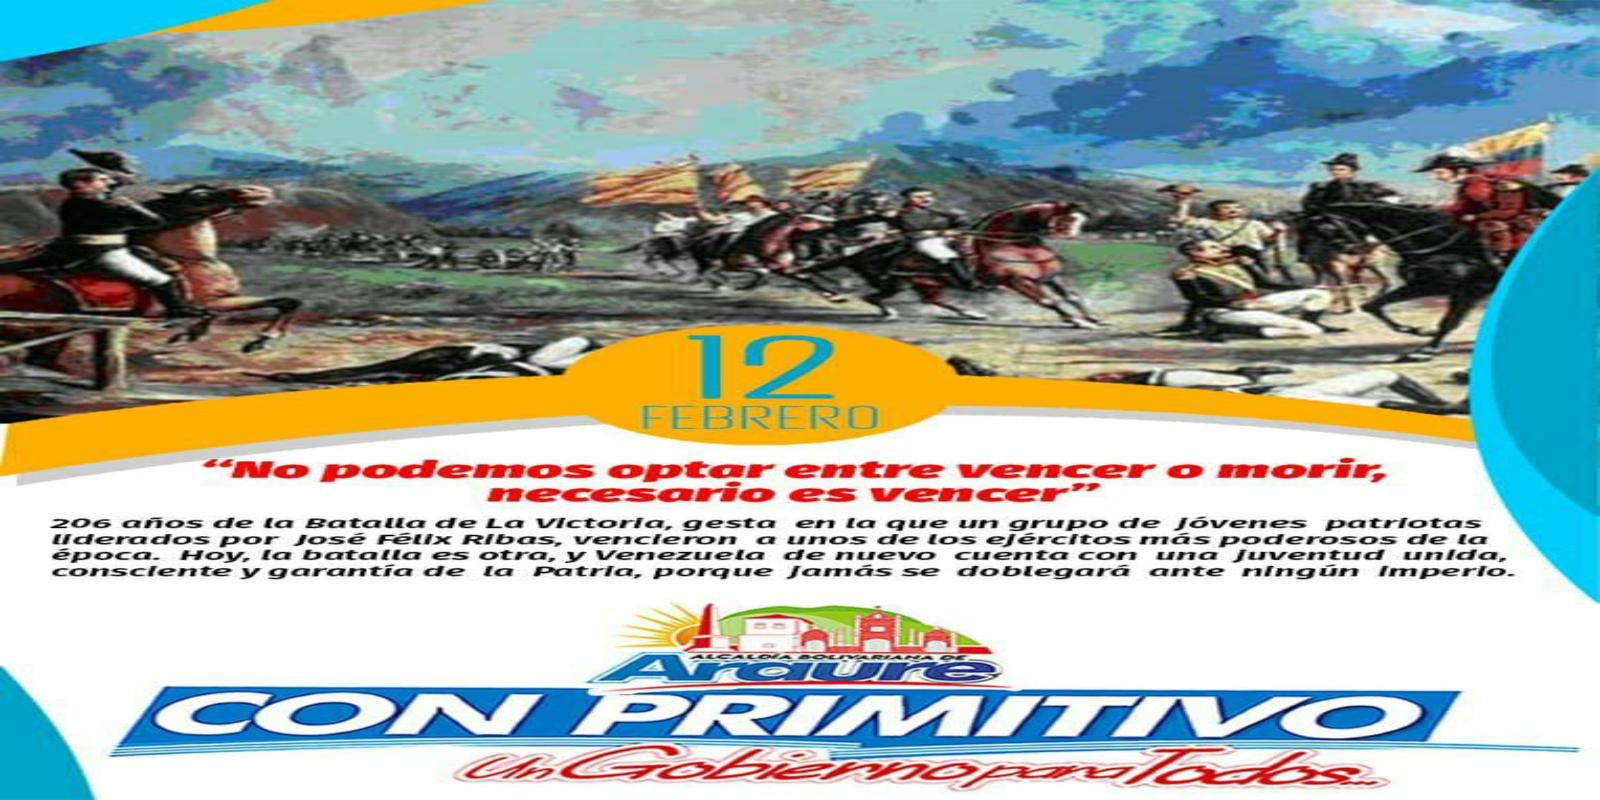 12
FEBRERO
“No podemos optar entre vencer o morir,
necesario es vencer”
206 años de la Batalla de La Victoria, gesta en la que un grupo de jóvenes patriotas
liderados por José Félix Ribas, vencieron a unos de los ejércitos más poderosos de la
época. Hoy, la batalla es otra, y Venezuela de nuevo cuenta con una juventud unida,
consciente y garantía de la Patria, porque jamás se doblegará ante ningún imperio.
ALCALDÍA BOLIVARIANA DE
Araure
CON PRIMITIVO
Un Gobierno para Todos...